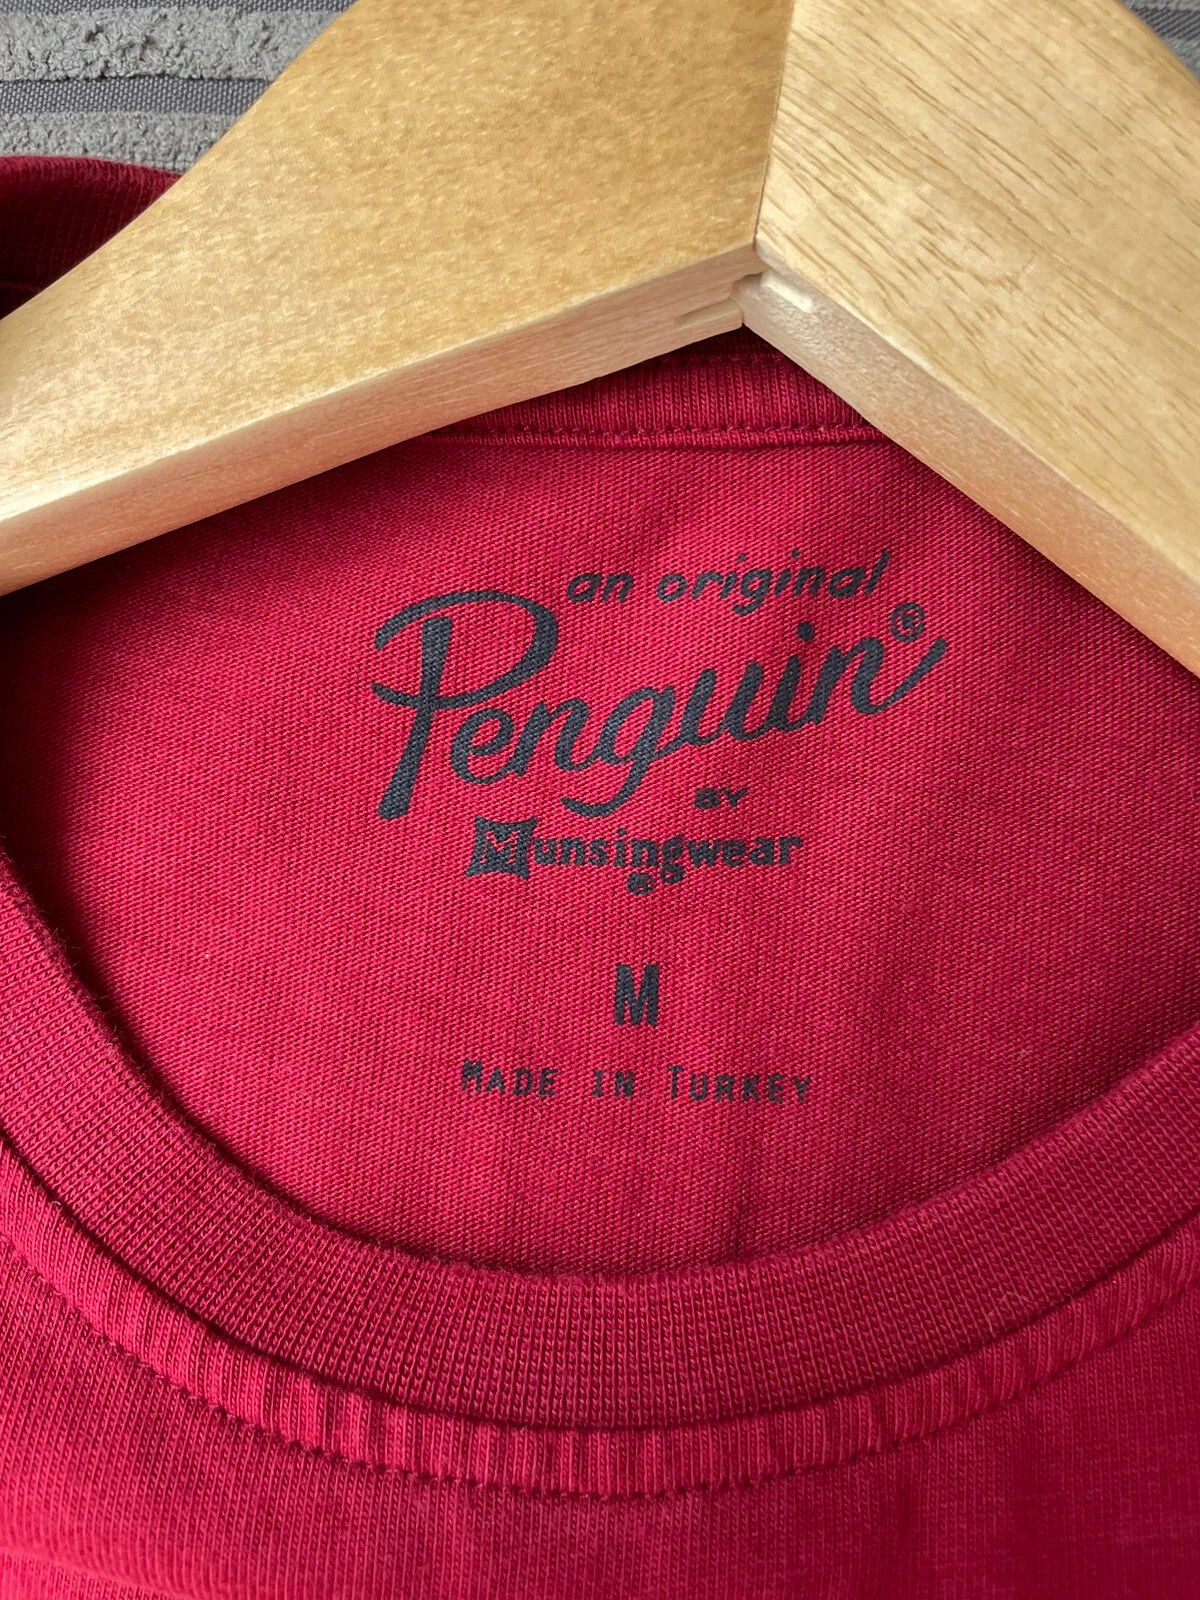 an original
Penguin©
BY
Munsingwear
®
M
MADE IN TURKEY